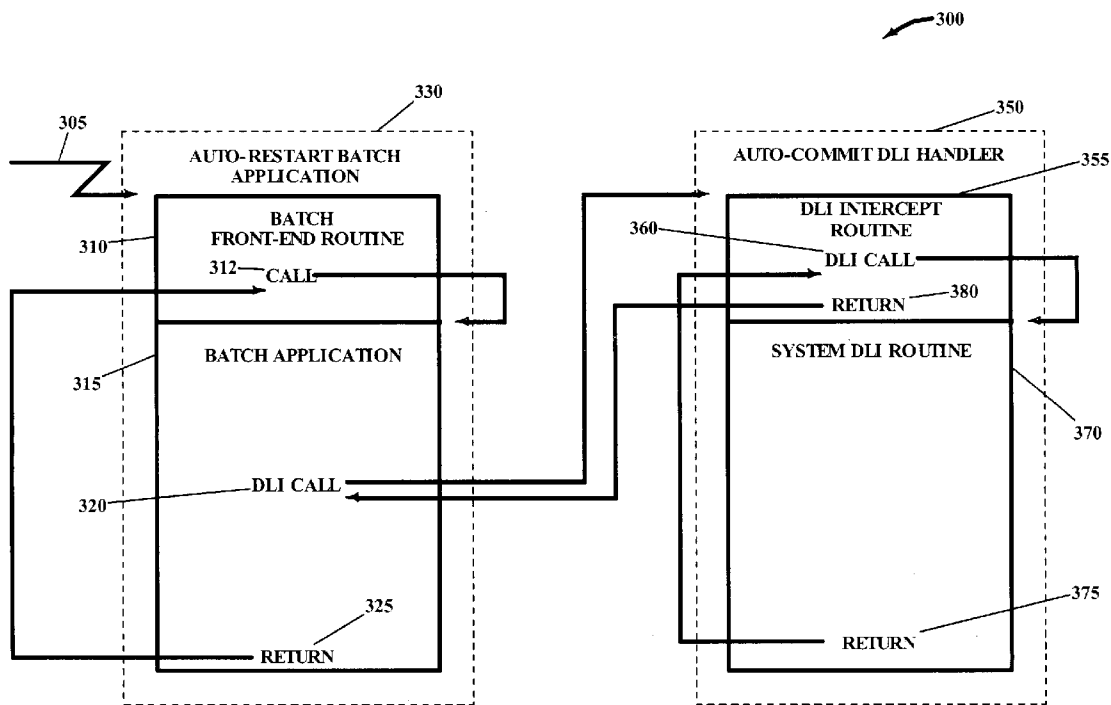 300
330
350
305
AUTO-RESTART BATCH
APPLICATION
AUTO-COMMIT DLI HANDLER
355
BATCH
FRONT-END ROUTINE
310
312
CALL
DLI INTERCEPT
ROUTINE
360
DLI CALL
RETURN
380
BATCH APPLICATION
315
SYSTEM DLI ROUTINE
370
DLI CALL
320
325
RETURN
375
RETURN